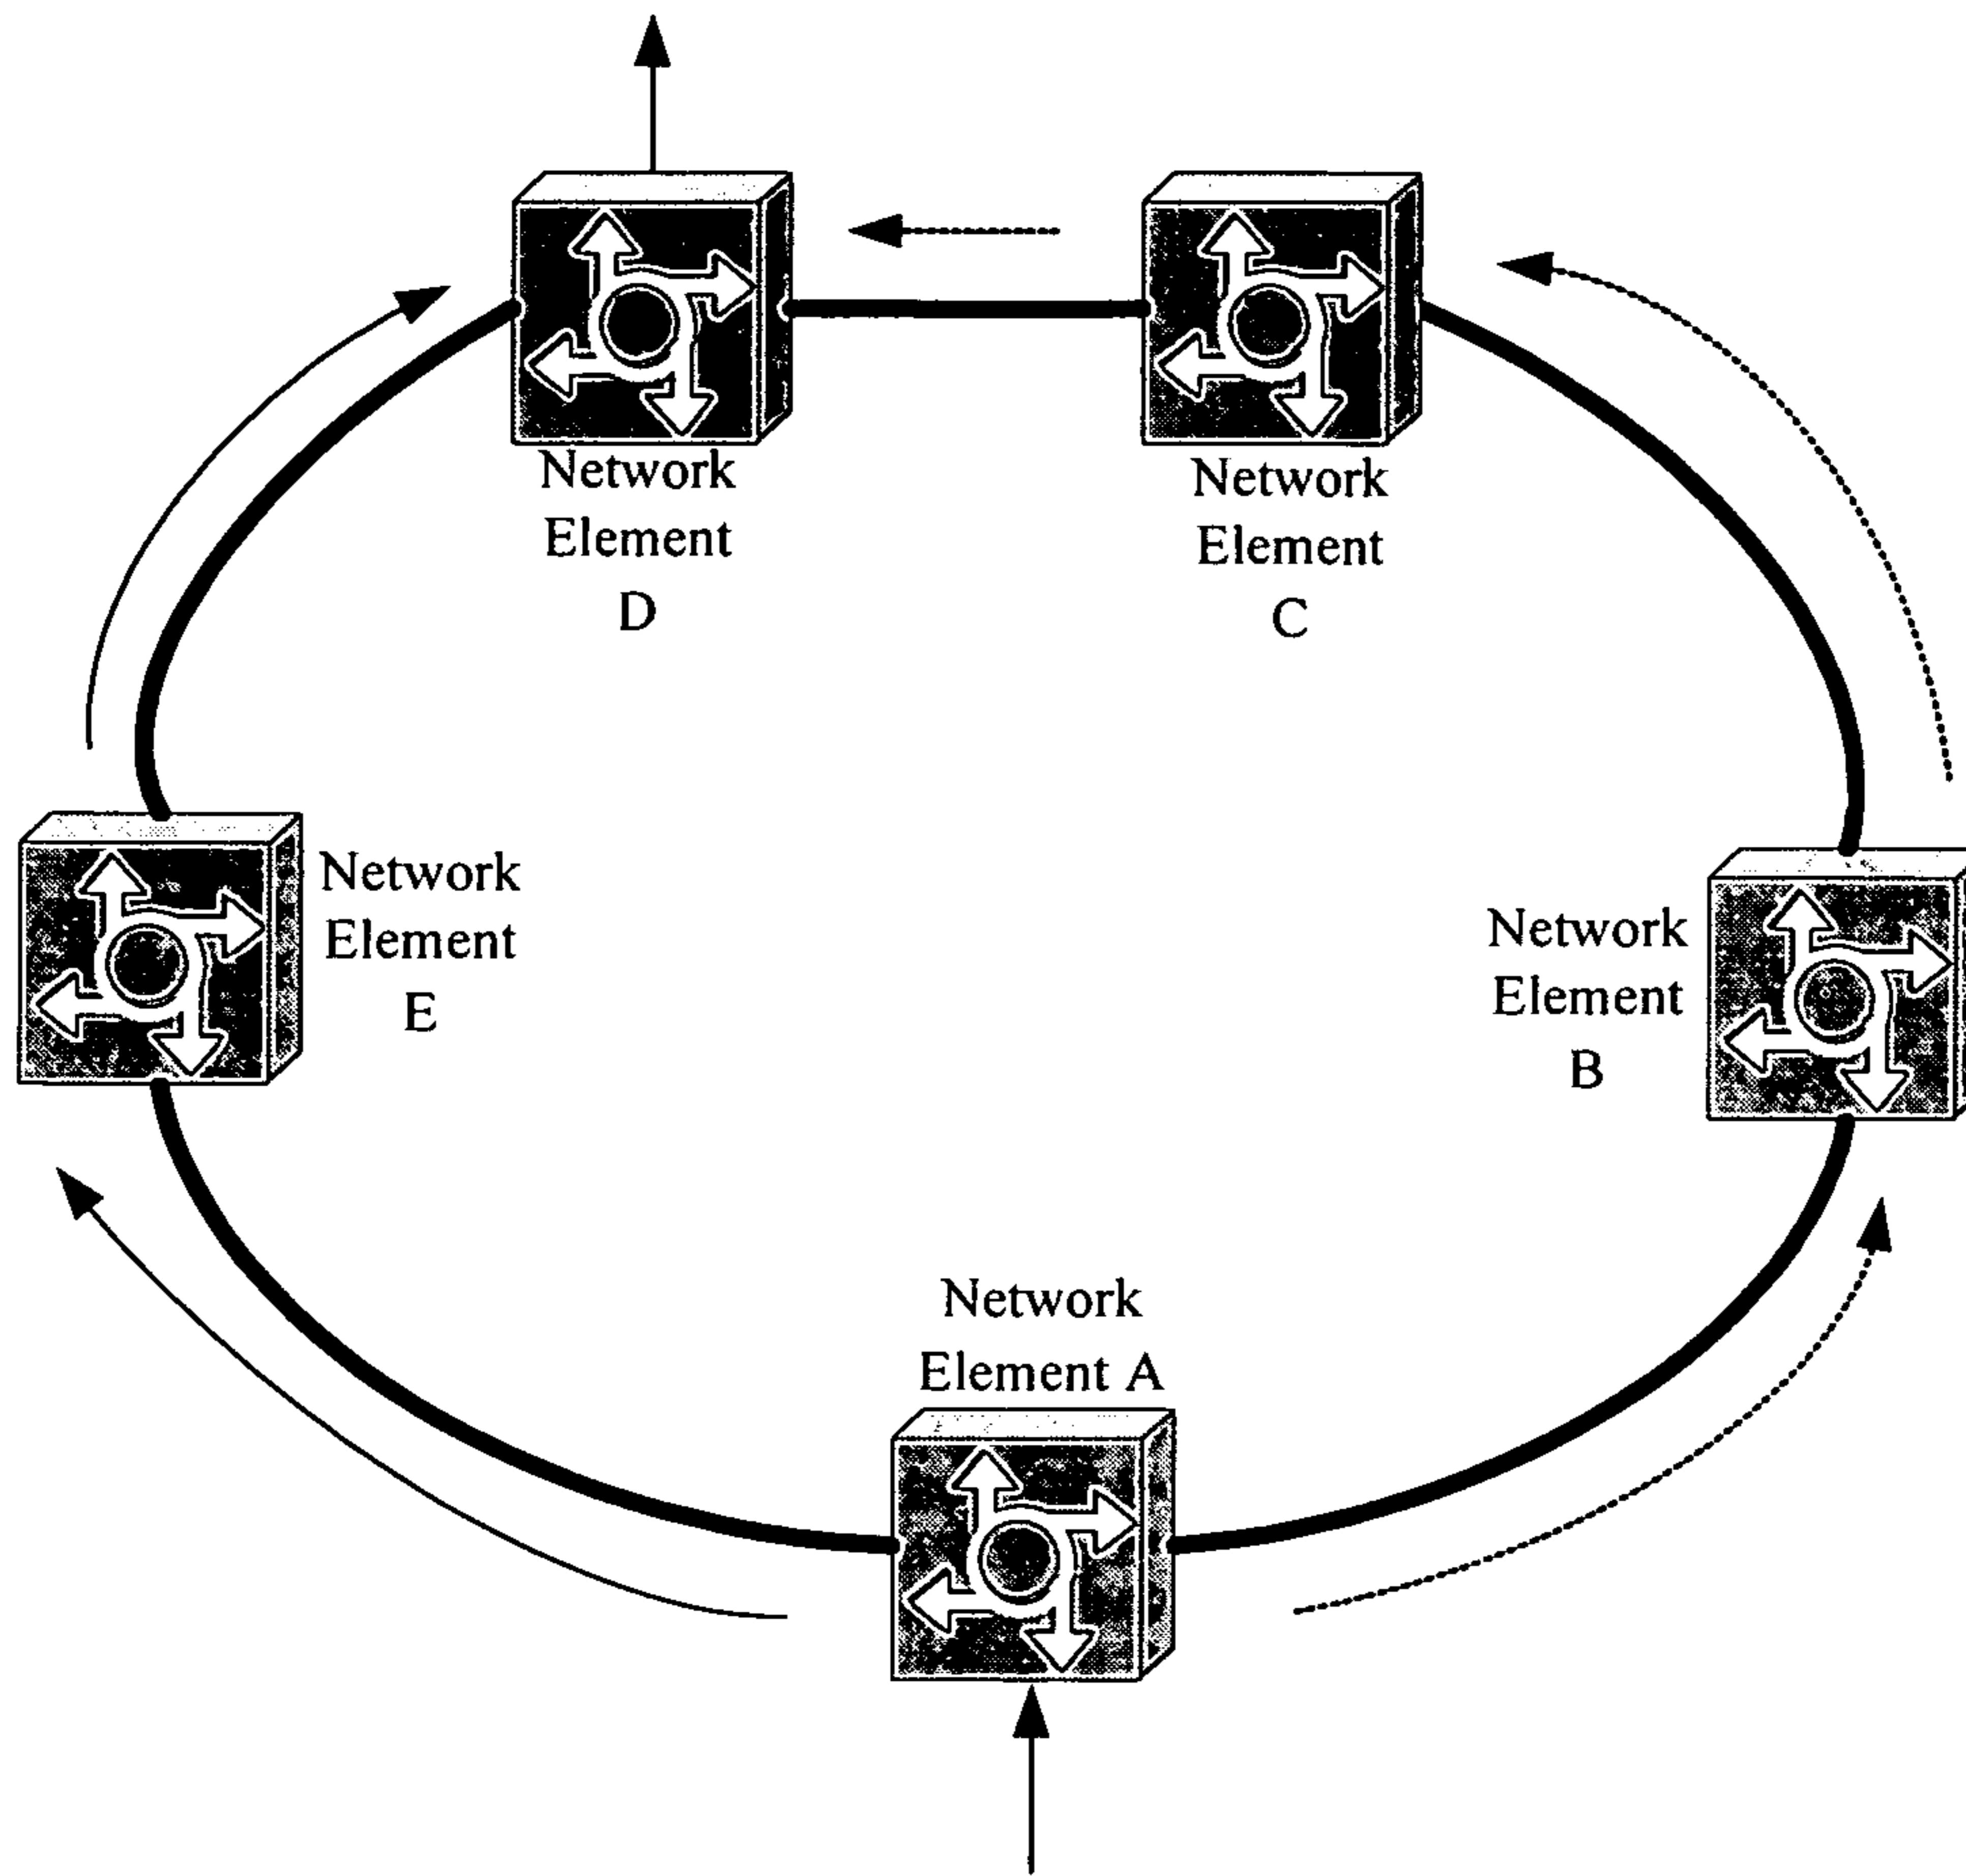 Network
Element
D
Network
Element
C
Network
Element
E
Network
Element
B
Network
Element A